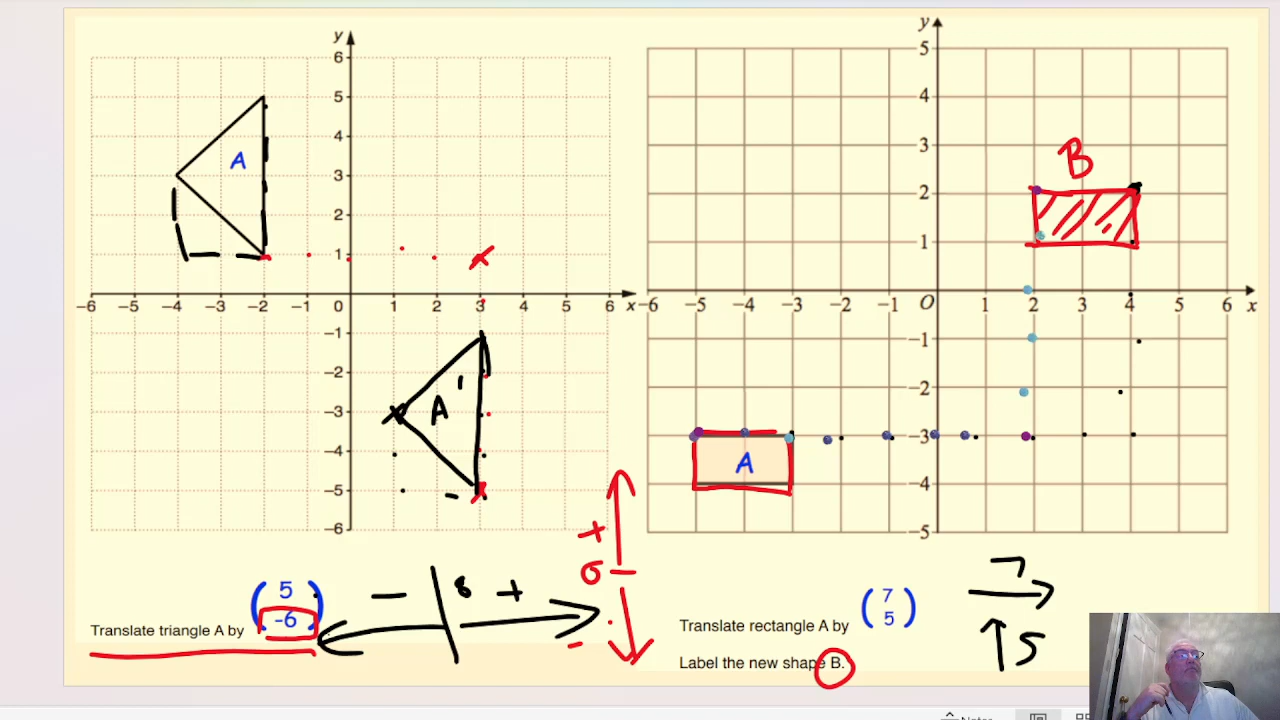 y
6
5
4
3
2
1
A
-6 -5 -4 -3 -2 -1 0 1 2 3 4 5 6 x
-1
-2
-3
-4
-5
-6
A'
Translate triangle A by
5
-6
- 0 +
+
0
-
y
5
4
3
2
1
B
-6 -5 -4 -3 -2 -1 O 1 2 3 4 5 6 x
-1
-2
-3
-4
-5
A
Translate rectangle A by
7
5
Label the new shape B.
7
5
Notes